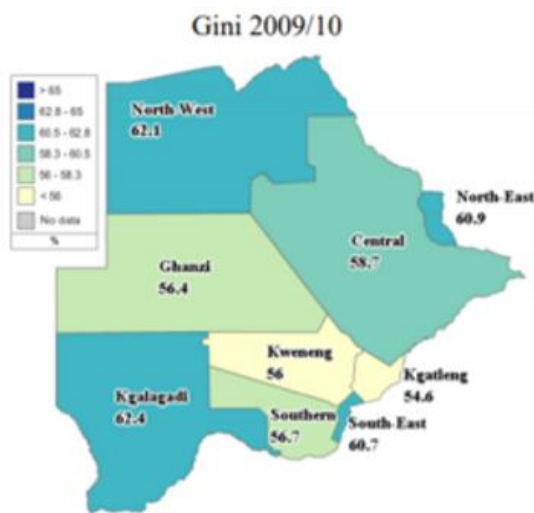 Gini 2009/10
> 65
62.8 - 65
60.5 - 62.8
58.3 - 60.5
56 - 58.3
< 56
No data
%
North-West
62.1
North-East
60.9
Central
58.7
Ghanzi
56.4
Kweneng
56
Kgatleng
54.6
Kgalagadi
62.4
Southern
56.7
South-East
60.7